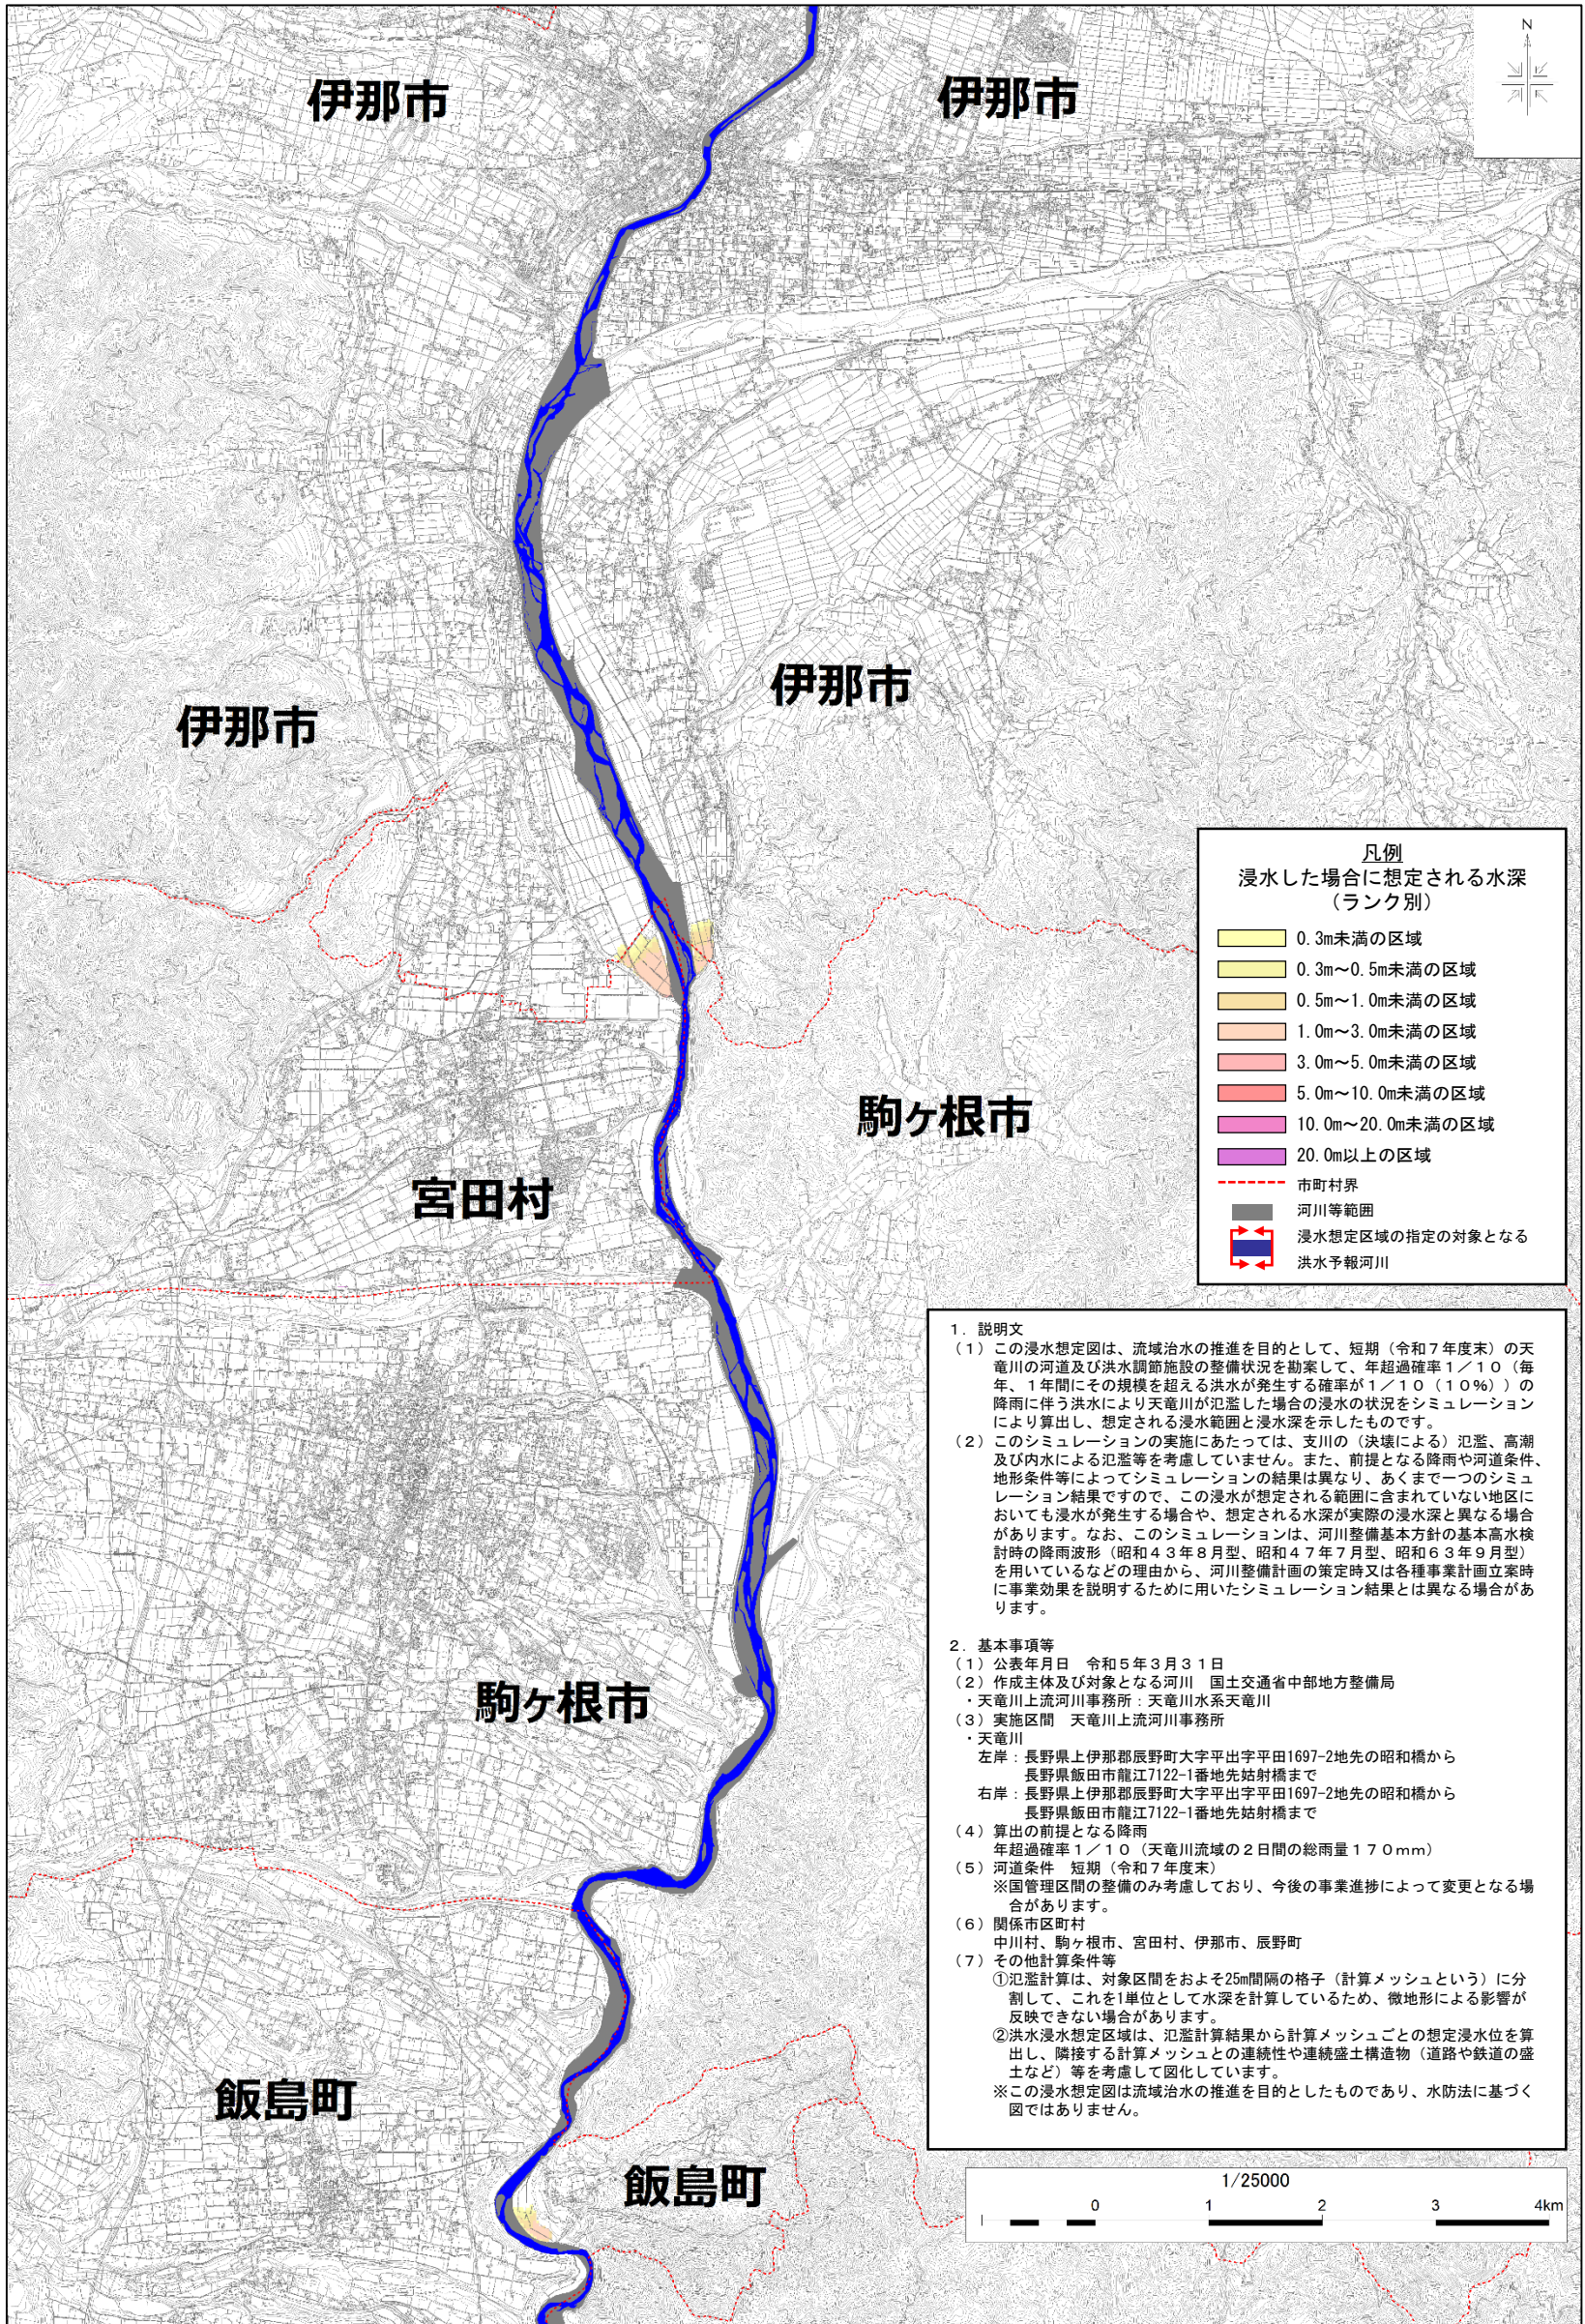 N
伊那市
伊那市
伊那市
伊那市
凡例
浸水した場合に想定される水深
（ランク別）
0.3m未満の区域
0.3m～0.5m未満の区域
0.5m～1.0m未満の区域
1.0m～3.0m未満の区域
3.0m～5.0m未満の区域
5.0m～10.0m未満の区域
10.0m～20.0m未満の区域
20.0m以上の区域
市町村界
河川等範囲
浸水想定区域の指定の対象となる
洪水予報河川
駒ヶ根市
宮田村
駒ヶ根市
飯島町
飯島町
1．説明文
（1）この浸水想定図は、流域治水の推進を目的として、短期（令和７年度末）の天
竜川の河道及び洪水調節施設の整備状況を勘案して、年超過確率１／１０（毎
年、１年間にその規模を超える洪水が発生する確率が１／１０（１０％））の
降雨に伴う洪水により天竜川が氾濫した場合の浸水の状況をシミュレーション
により算出し、想定される浸水範囲と浸水深を示したものです。
（2）このシミュレーションの実施にあたっては、支川の（決壊による）氾濫、高潮
及び内水による氾濫等を考慮していません。また、前提となる降雨や河道条件、
地形条件等によってシミュレーションの結果は異なり、あくまで一つのシミュ
レーション結果ですので、この浸水が想定される範囲に含まれていない地区に
おいても浸水が発生する場合や、想定される水深が実際の浸水深と異なる場合
があります。なお、このシミュレーションは、河川整備基本方針の基本高水検
討時の降雨波形（昭和４３年８月型、昭和４７年７月型、昭和６３年９月型）
を用いているなどの理由から、河川整備計画の策定時又は各種事業計画立案時
に事業効果を説明するために用いたシミュレーション結果とは異なる場合があ
ります。
2．基本事項等
（1）公表年月日　令和５年３月３１日
（2）作成主体及び対象となる河川　国土交通省中部地方整備局
・天竜川上流河川事務所：天竜川水系天竜川
（3）実施区間　天竜川上流河川事務所
・天竜川
左岸：長野県上伊那郡辰野町大字平出字平田1697-2地先の昭和橋から
長野県飯田市龍江7122-1番地先姑射橋まで
右岸：長野県上伊那郡辰野町大字平出字平田1697-2地先の昭和橋から
長野県飯田市龍江7122-1番地先姑射橋まで
（4）算出の前提となる降雨
年超過確率１／１０（天竜川流域の２日間の総雨量１７０mm）
（5）河道条件　短期（令和７年度末）
※国管理区間の整備のみ考慮しており、今後の事業進捗によって変更となる場
合があります。
（6）関係市区町村
中川村、駒ヶ根市、宮田村、伊那市、辰野町
（7）その他計算条件等
①氾濫計算は、対象区間をおよそ25m間隔の格子（計算メッシュという）に分
割して、これを1単位として水深を計算しているため、微地形による影響が
反映できない場合があります。
②洪水浸水想定区域は、氾濫計算結果から計算メッシュごとの想定浸水位を算
出し、隣接する計算メッシュとの連続性や連続盛土構造物（道路や鉄道の盛
土など）等を考慮して図化しています。
※この浸水想定図は流域治水の推進を目的としたものであり、水防法に基づく
図ではありません。
1/25000
0 1 2 3 4km